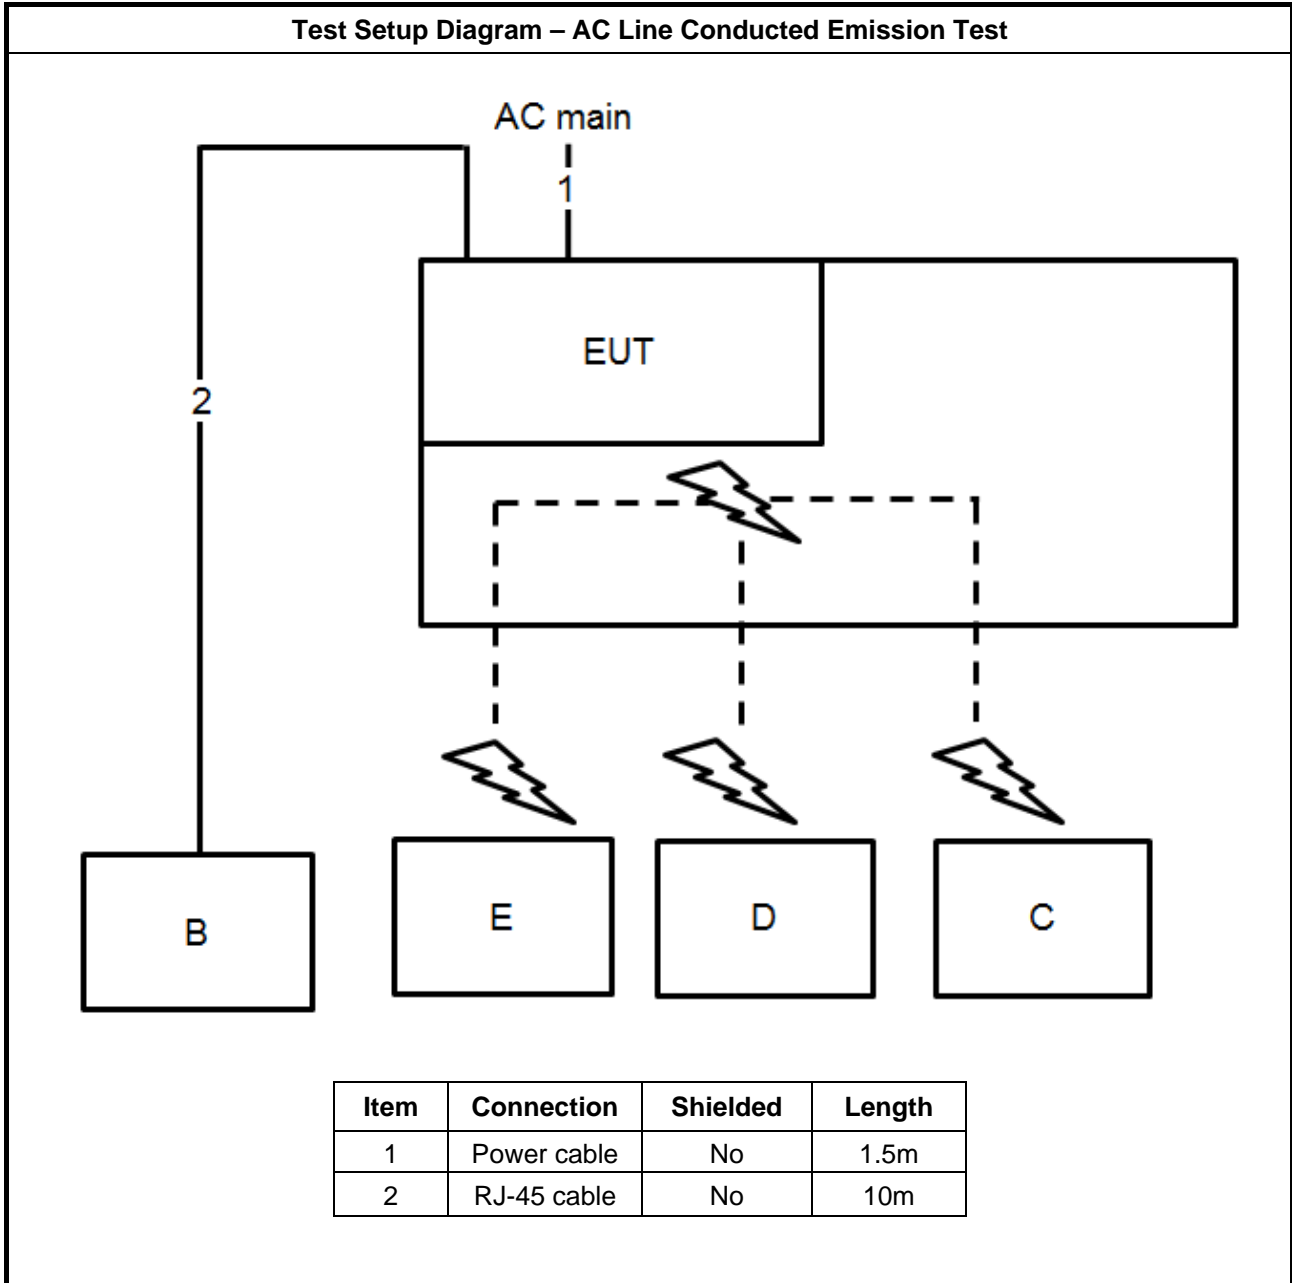 Test Setup Diagram – AC Line Conducted Emission Test
AC main
1
EUT
2
B
E
D
C
Item Connection Shielded Length
1 Power cable No 1.5m
2 RJ-45 cable No 10m